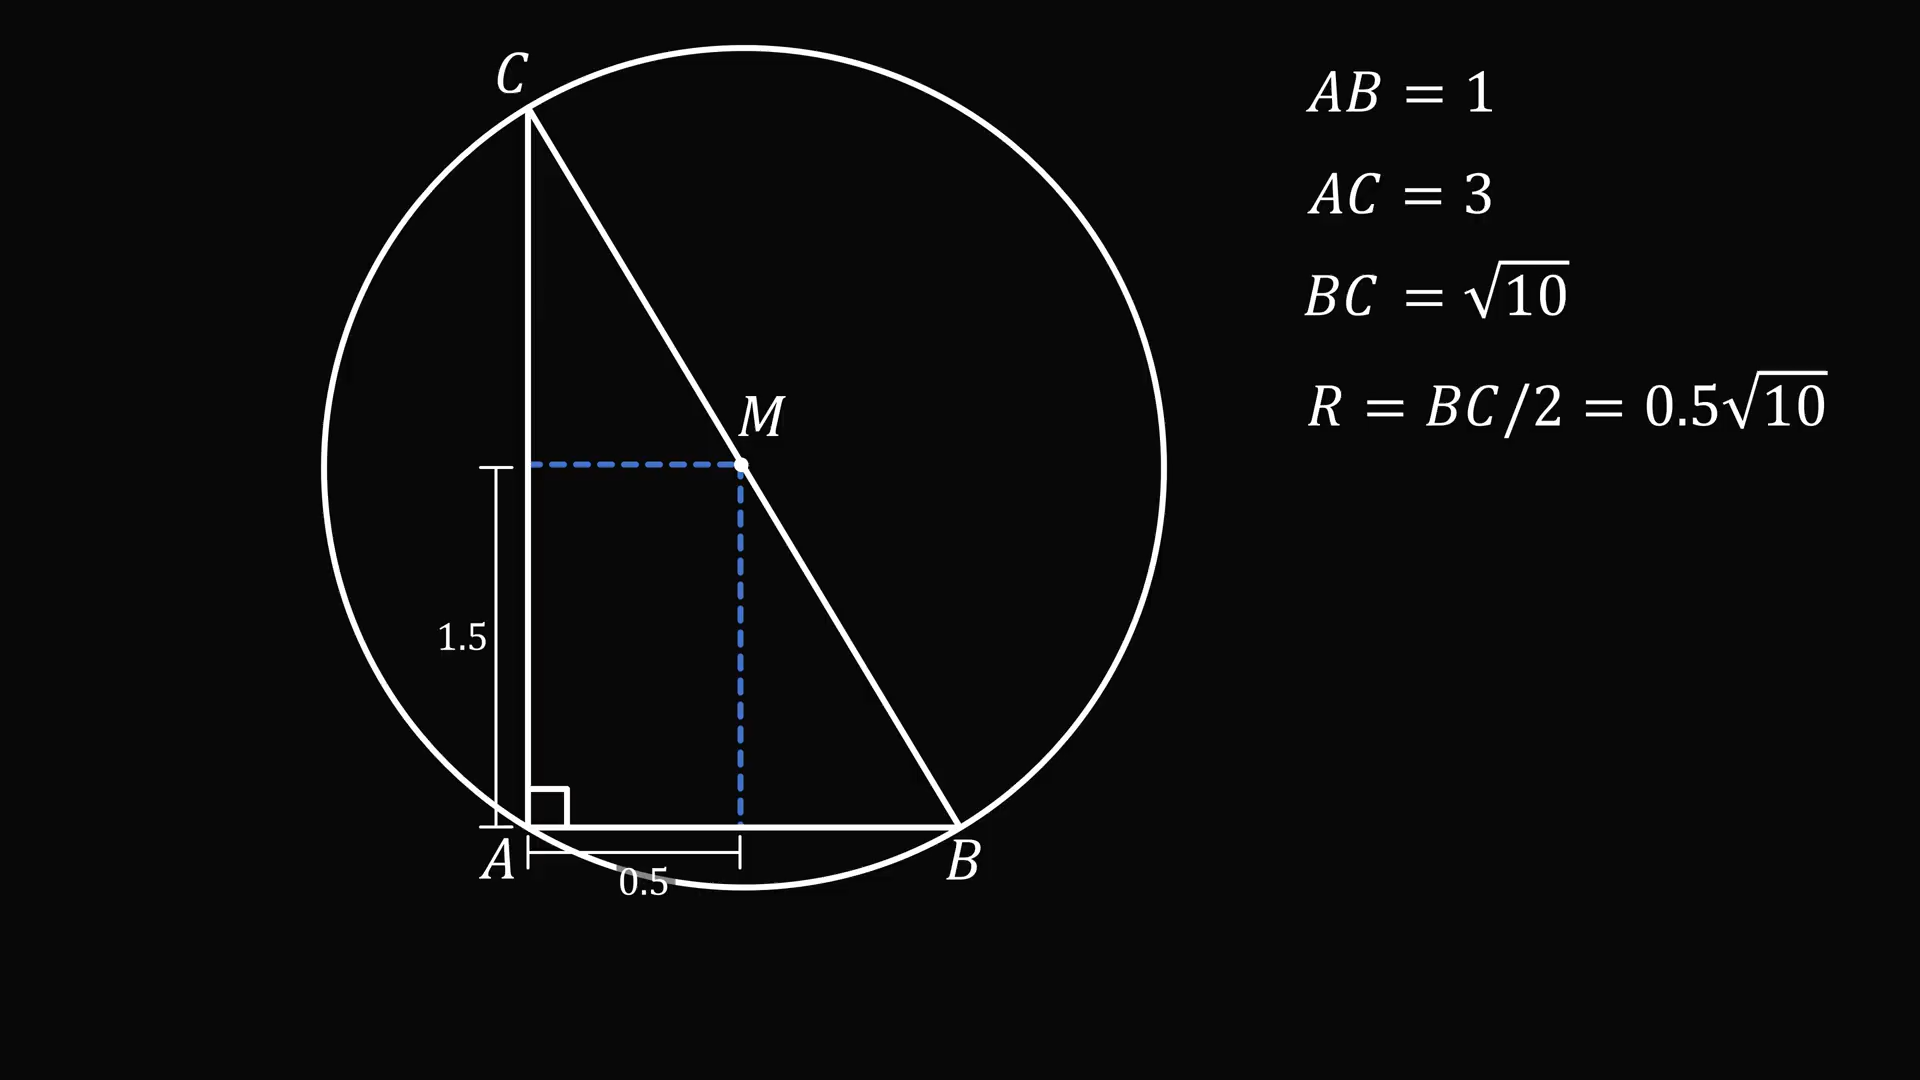 C
AB = 1
AC = 3
BC = √10
R = BC/2 = 0.5√10
M
1.5
A
B
0.5